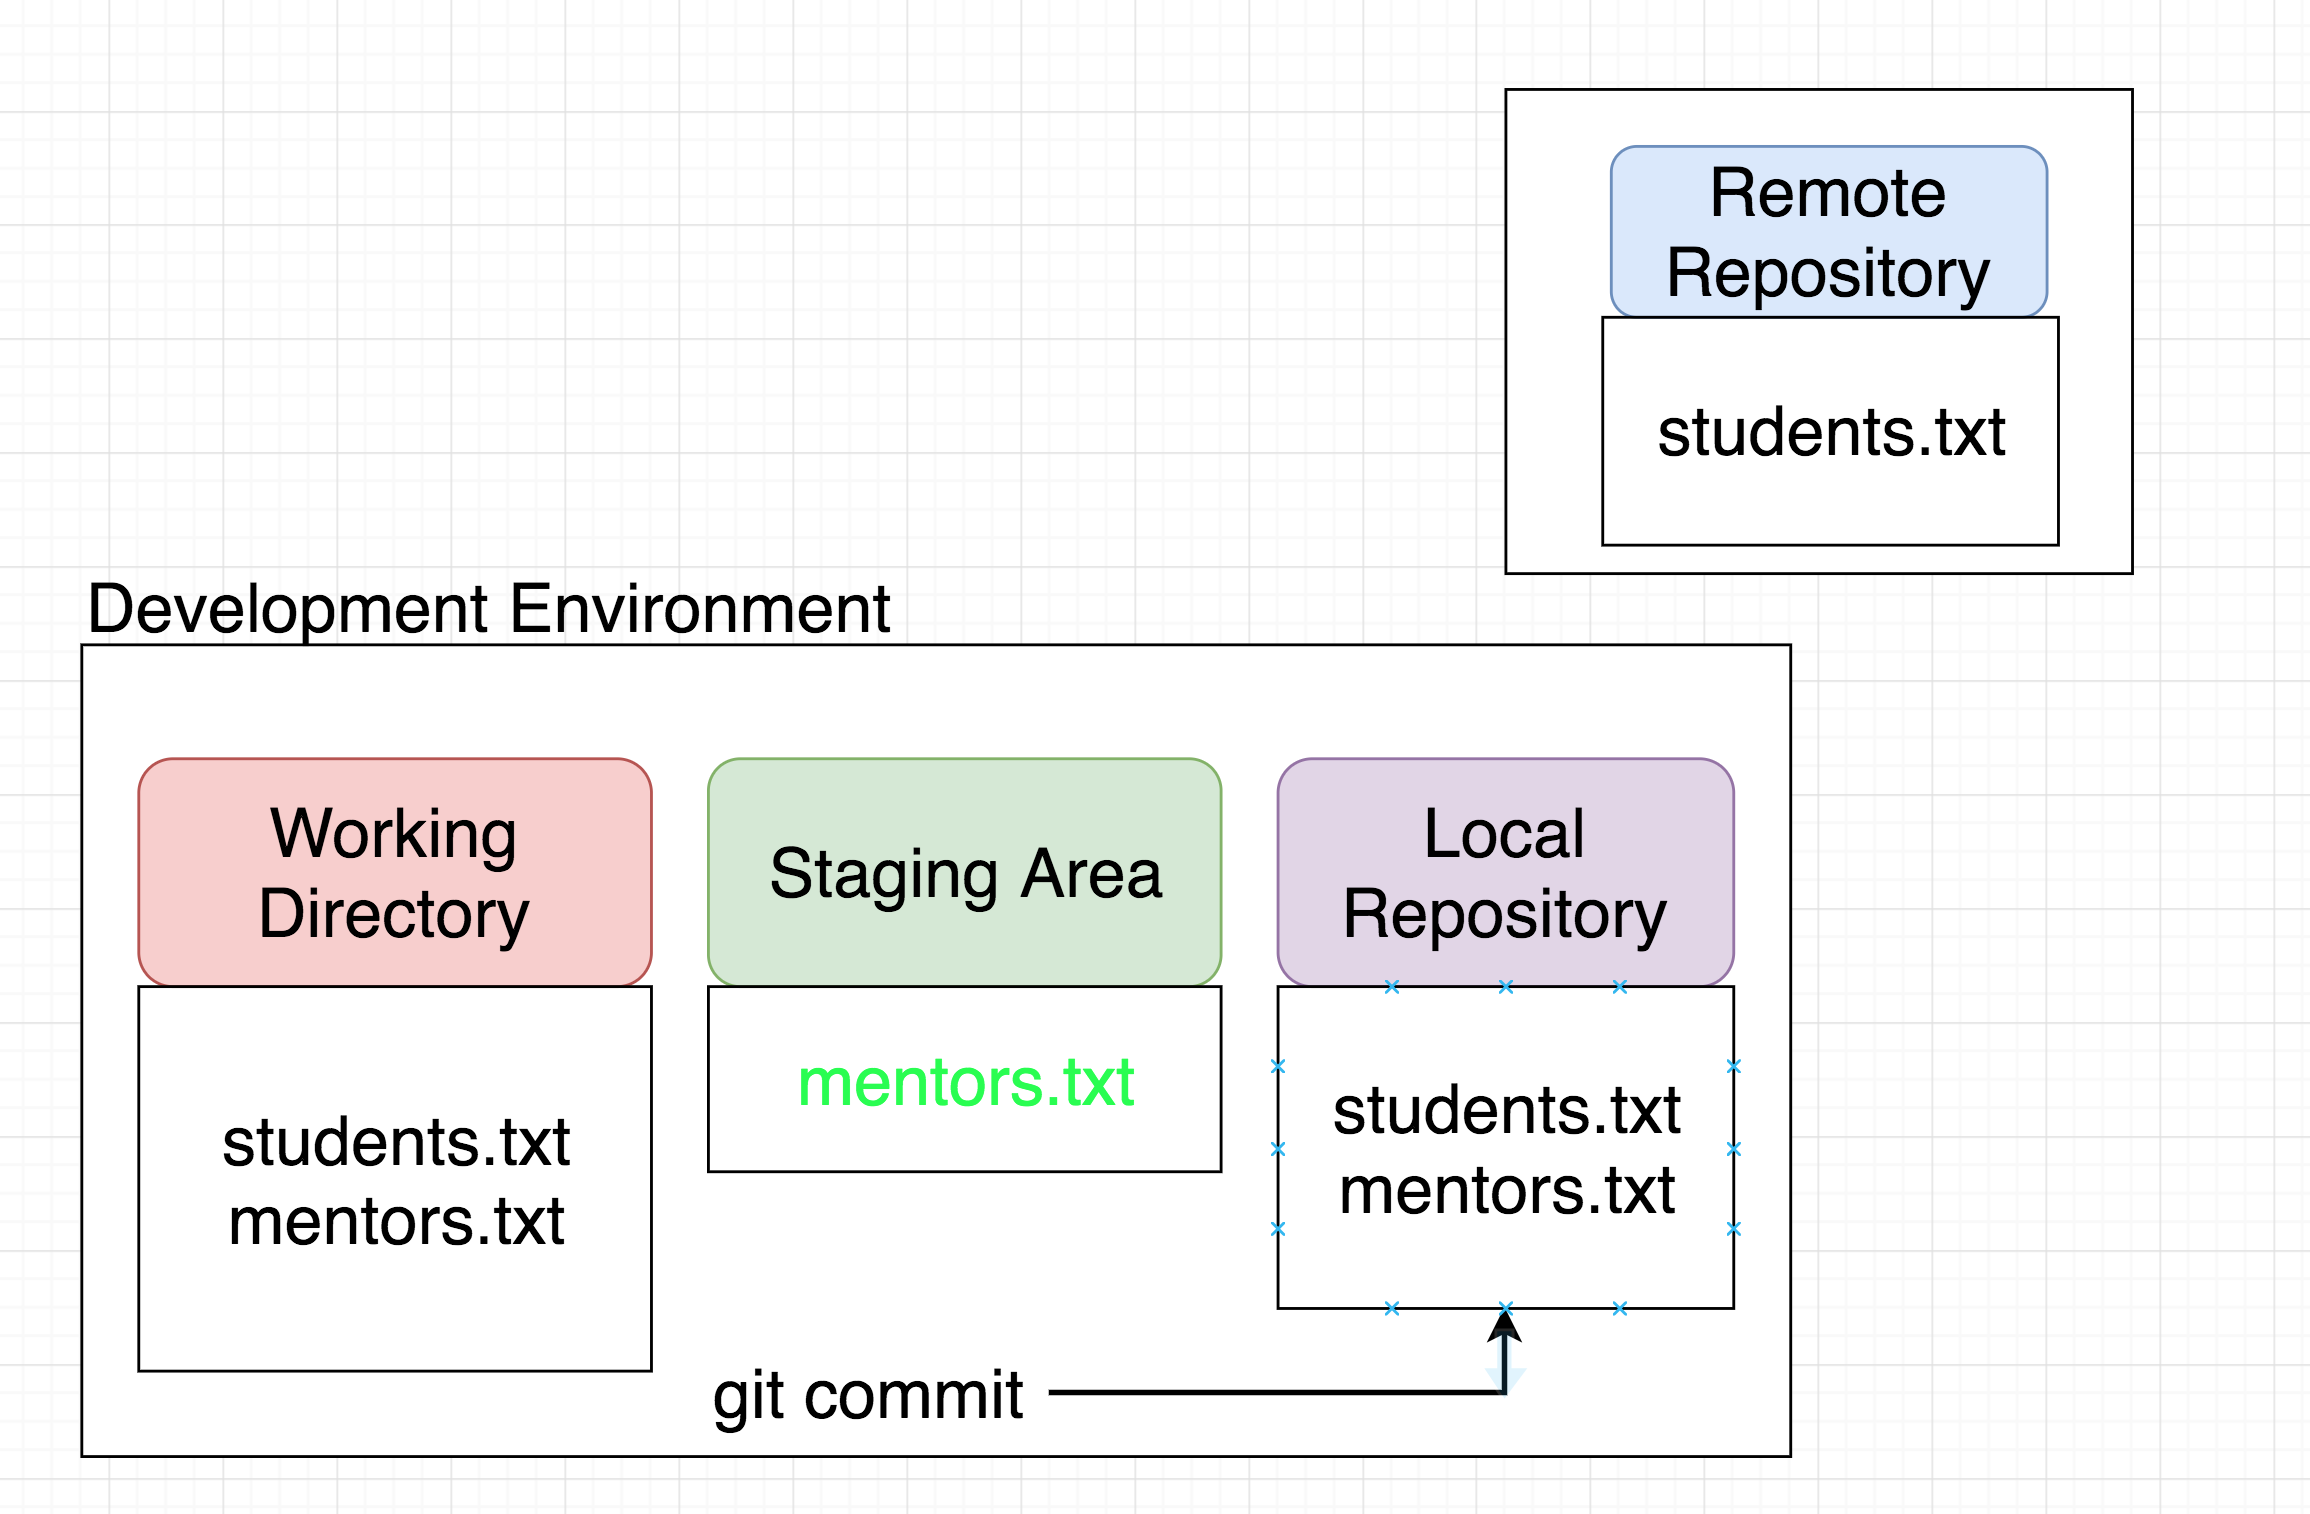 Remote
Repository
students.txt
Development Environment
Working
Directory
students.txt
mentors.txt
Staging Area
mentors.txt
Local
Repository
students.txt
mentors.txt
git commit